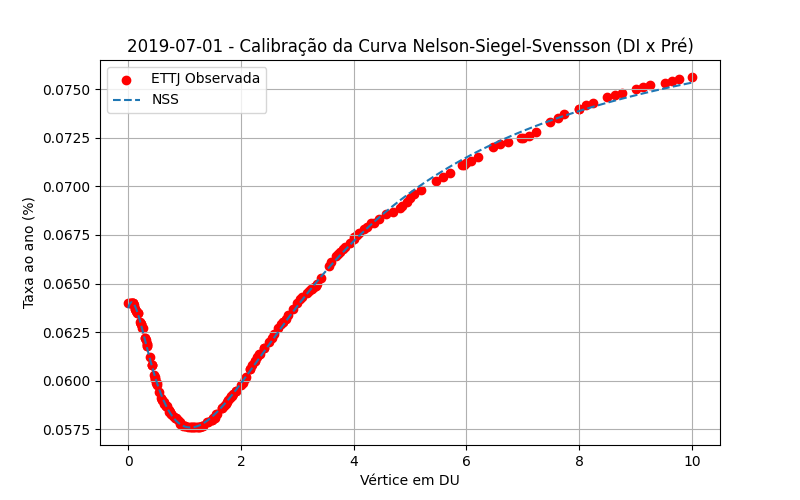 2019-07-01 - Calibração da Curva Nelson-Siegel-Svensson (DI x Pré)
ETTJ Observada
NSS
Taxa ao ano (%)
0.0750
0.0725
0.0700
0.0675
0.0650
0.0625
0.0600
0.0575
0 2 4 6 8 10
Vértice em DU